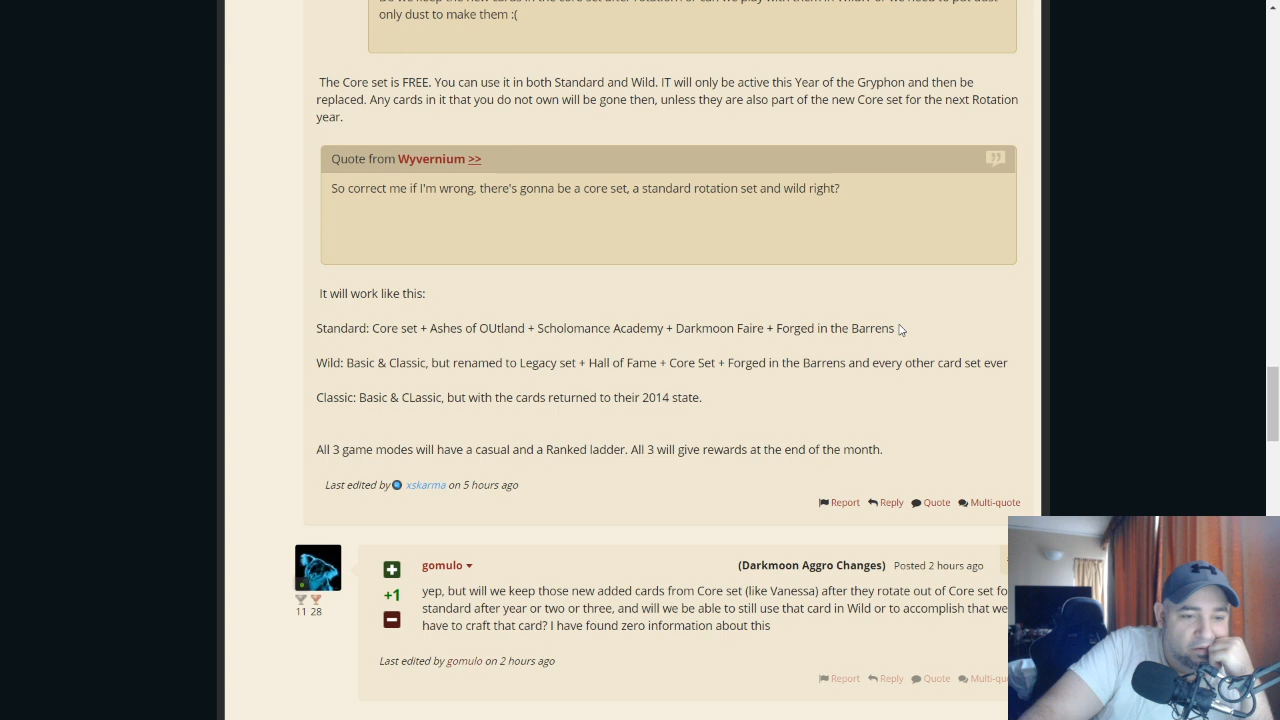 only dust to make them :(
The Core set is FREE. You can use it in both Standard and Wild. IT will only be active this Year of the Gryphon and then be
replaced. Any cards in it that you do not own will be gone then, unless they are also part of the new Core set for the next Rotation
year.
Quote from Wyvernium >>
So correct me if I'm wrong, there's gonna be a core set, a standard rotation set and wild right?
It will work like this:
Standard: Core set + Ashes of OUtland + Scholomance Academy + Darkmoon Faire + Forged in the Barrens
Wild: Basic & Classic, but renamed to Legacy set + Hall of Fame + Core Set + Forged in the Barrens and every other card set ever
Classic: Basic & CLassic, but with the cards returned to their 2014 state.
All 3 game modes will have a casual and a Ranked ladder. All 3 will give rewards at the end of the month.
Last edited by xskarma on 5 hours ago
Report Reply Quote Multi-quote
gomulo (Darkmoon Aggro Changes) Posted 2 hours ago
+1
11 28
yep, but will we keep those new added cards from Core set (like Vanessa) after they rotate out of Core set fo
standard after year or two or three, and will we be able to still use that card in Wild or to accomplish that we
have to craft that card? I have found zero information about this
Last edited by gomulo on 2 hours ago
Report Reply Quote Multi-qu